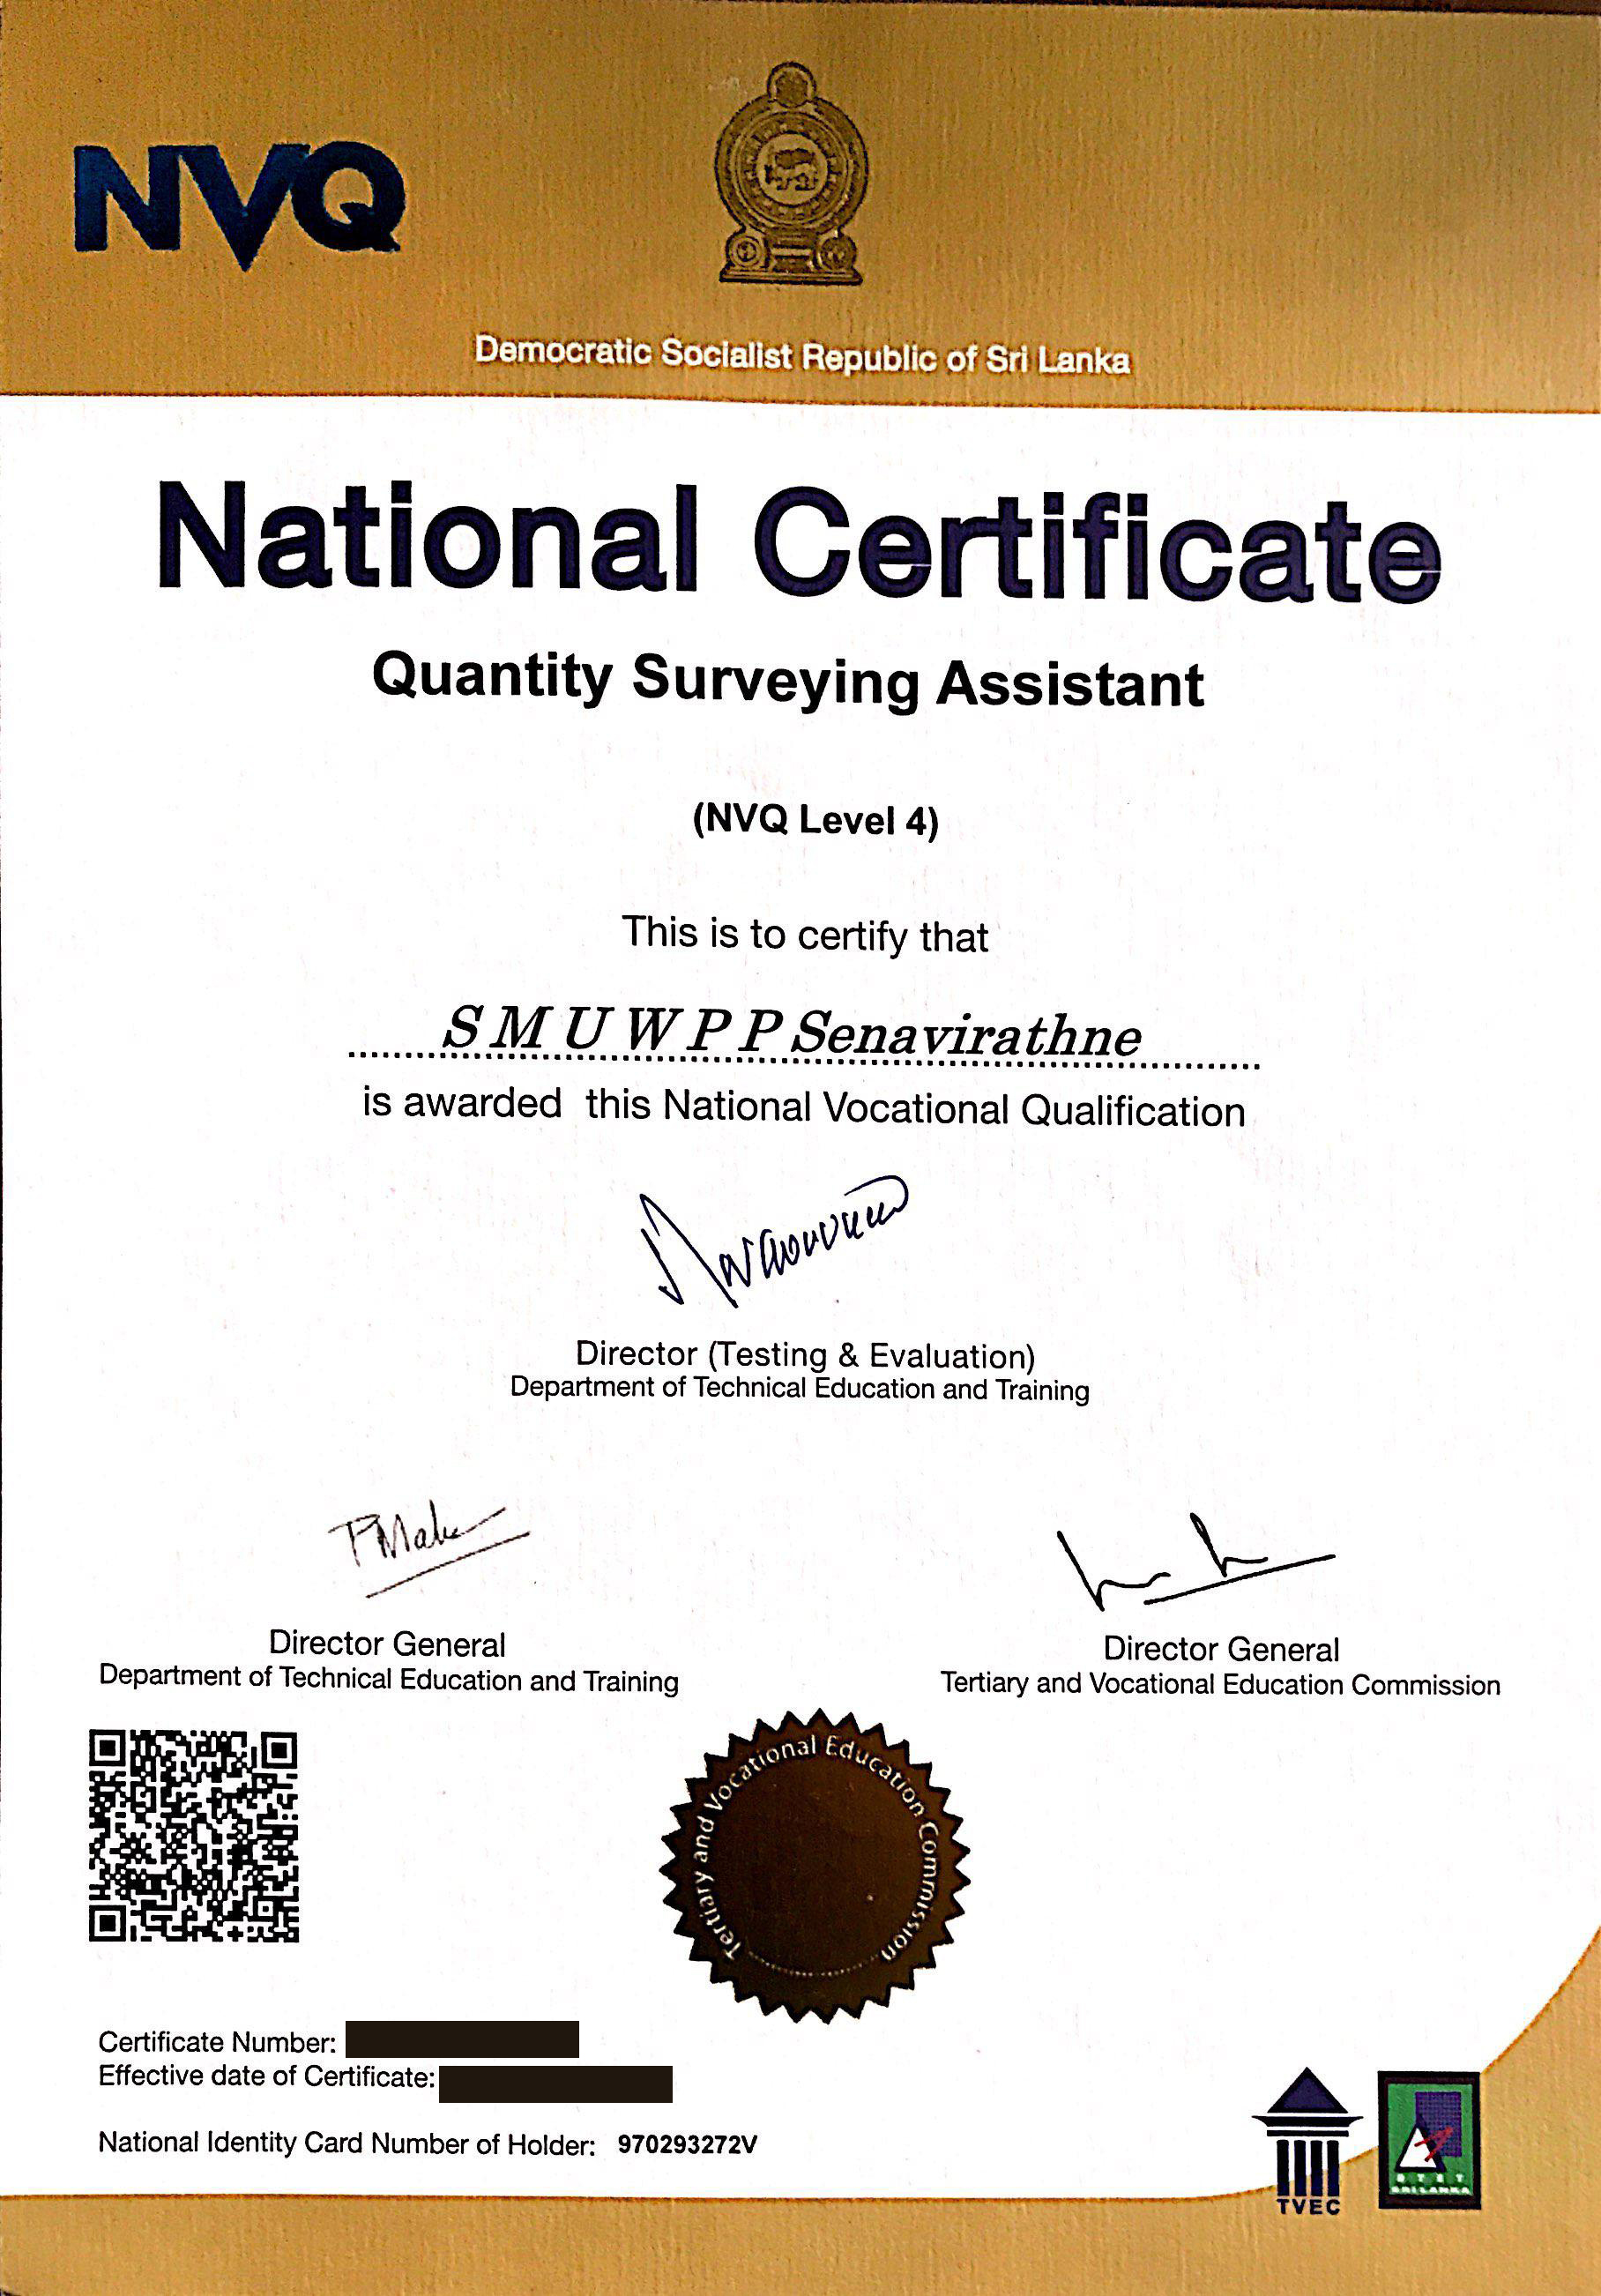 NVQ
Democratic Socialist Republic of Sri Lanka
National Certificate
Quantity Surveying Assistant
(NVQ Level 4)
This is to certify that
S M U W P P Senavirathne
is awarded this National Vocational Qualification
Director (Testing & Evaluation)
Department of Technical Education and Training
Director General
Department of Technical Education and Training
Director General
Tertiary and Vocational Education Commission
Tertiary and Vocational Education Commission
Certificate Number:
Effective date of Certificate:
National Identity Card Number of Holder: 970293272V
TVEC
DTET
SRI LANKA